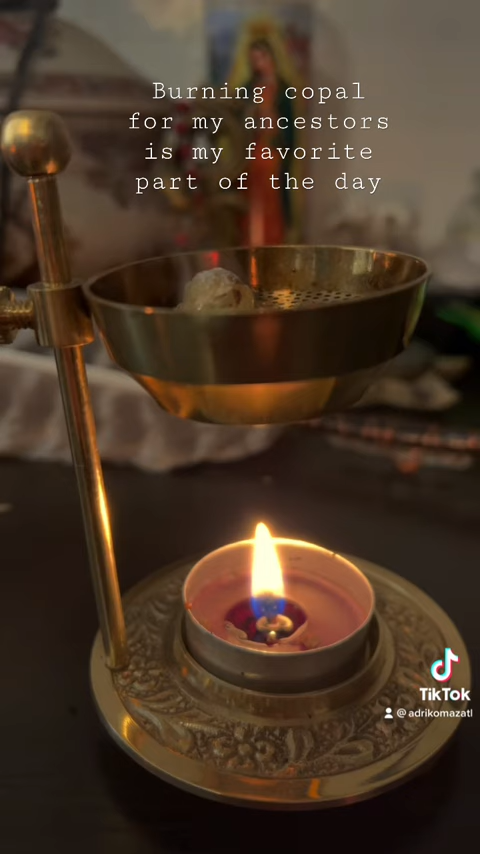 Burning copal
for my ancestors
is my favorite
part of the day
TikTok
@adrikomazatl